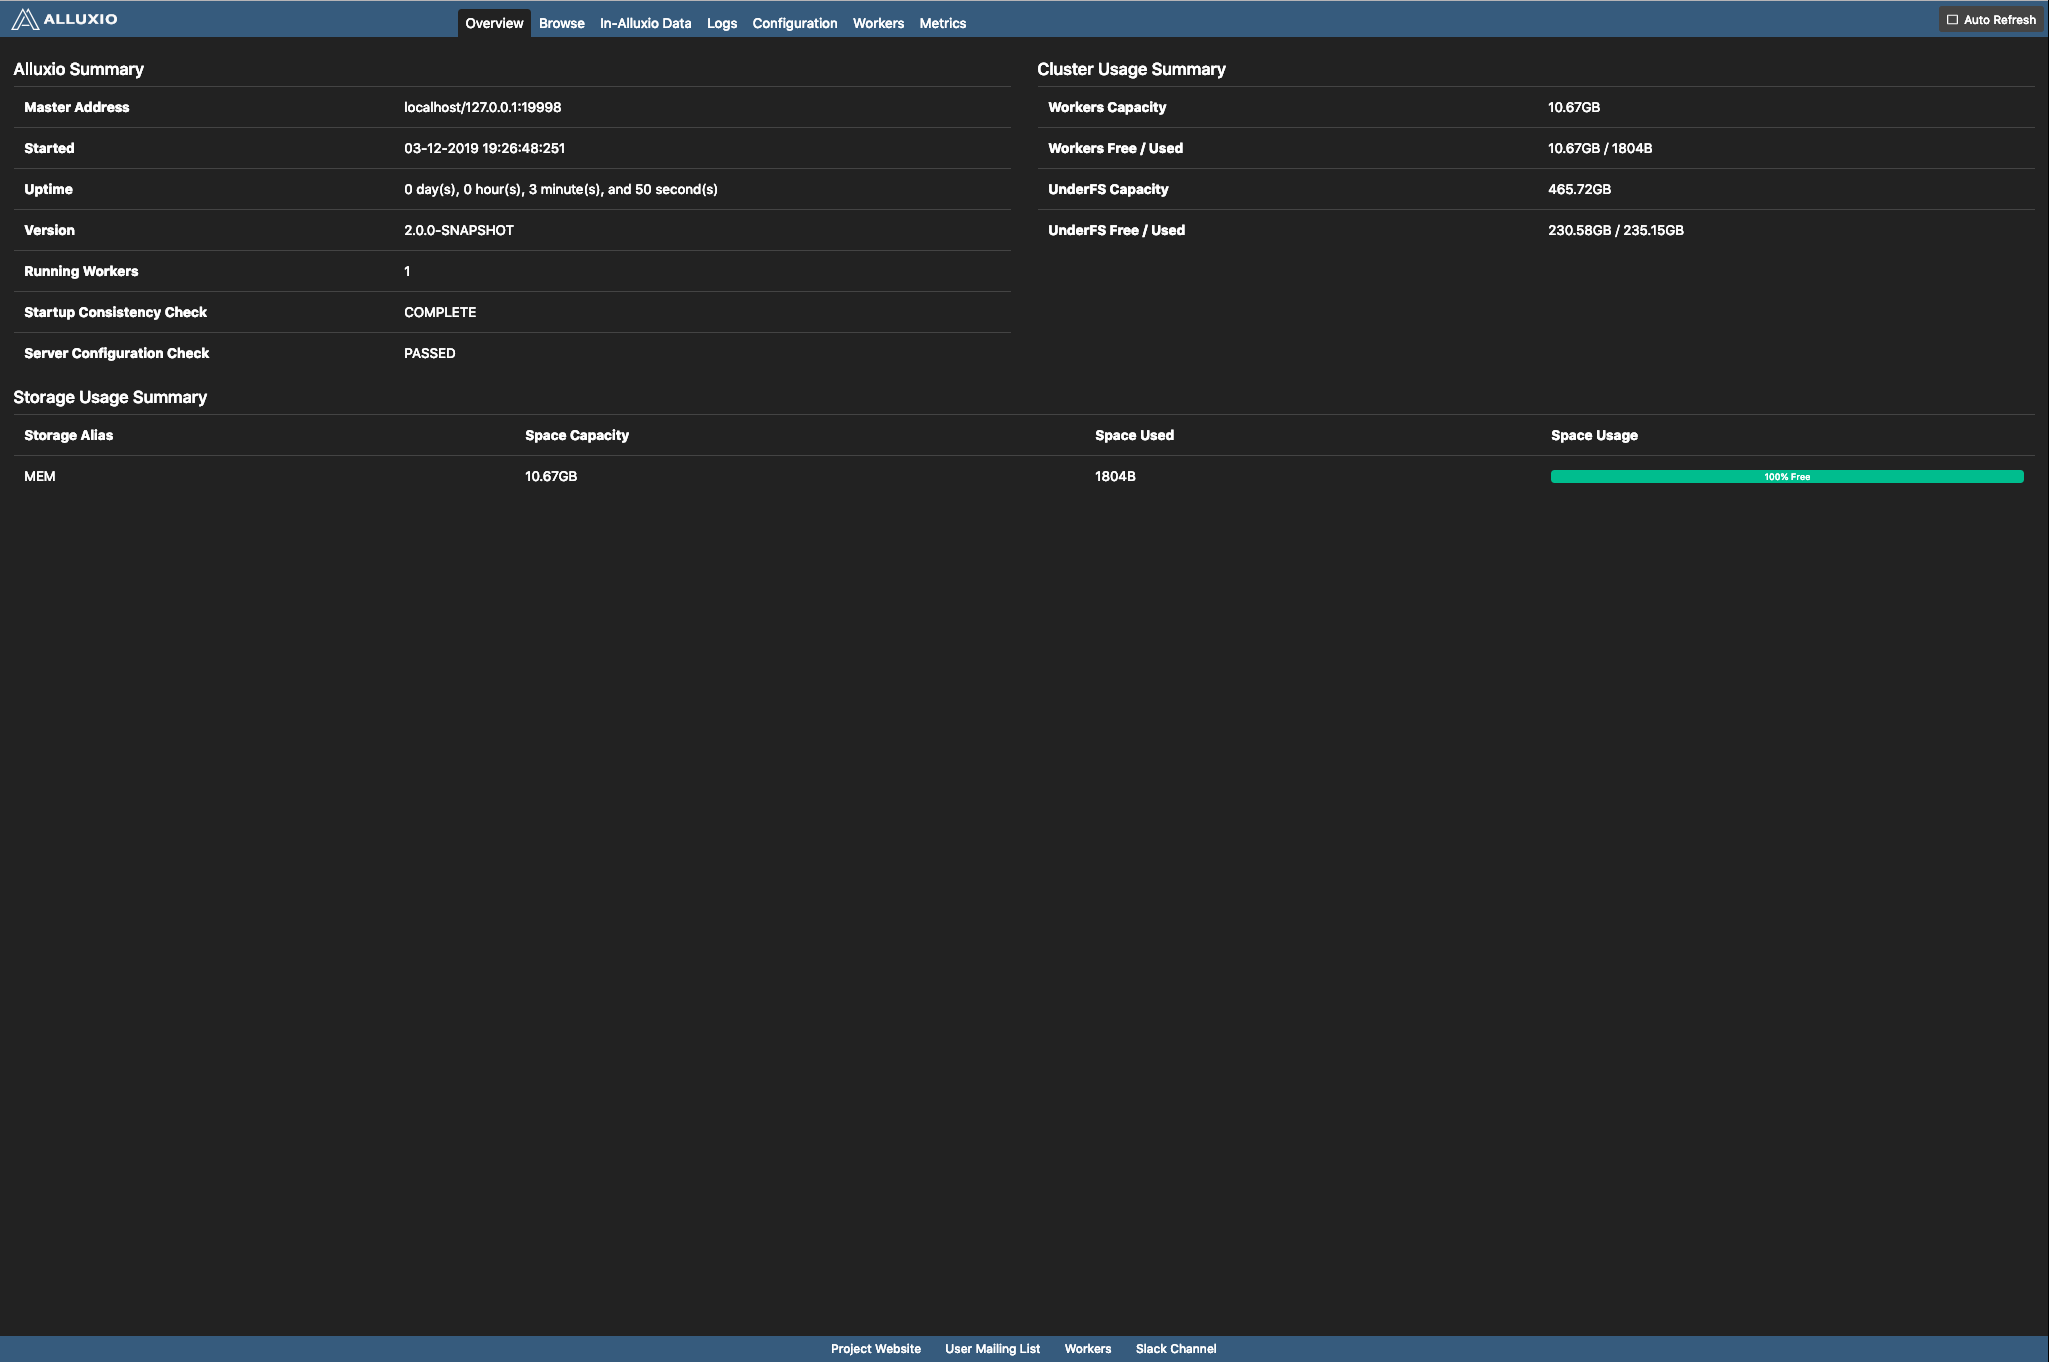 ALLUXIO
Overview Browse In-Alluxio Data Logs Configuration Workers Metrics
Auto Refresh
Alluxio Summary
Master Address localhost/127.0.0.1:19998
Started 03-12-2019 19:26:48:251
Uptime 0 day(s), 0 hour(s), 3 minute(s), and 50 second(s)
Version 2.0.0-SNAPSHOT
Running Workers 1
Startup Consistency Check COMPLETE
Server Configuration Check PASSED
Cluster Usage Summary
Workers Capacity 10.67GB
Workers Free / Used 10.67GB / 1804B
UnderFS Capacity 465.72GB
UnderFS Free / Used 230.58GB / 235.15GB
Storage Usage Summary
Storage Alias Space Capacity Space Used Space Usage
MEM 10.67GB 1804B 100% Free
Project Website User Mailing List Workers Slack Channel